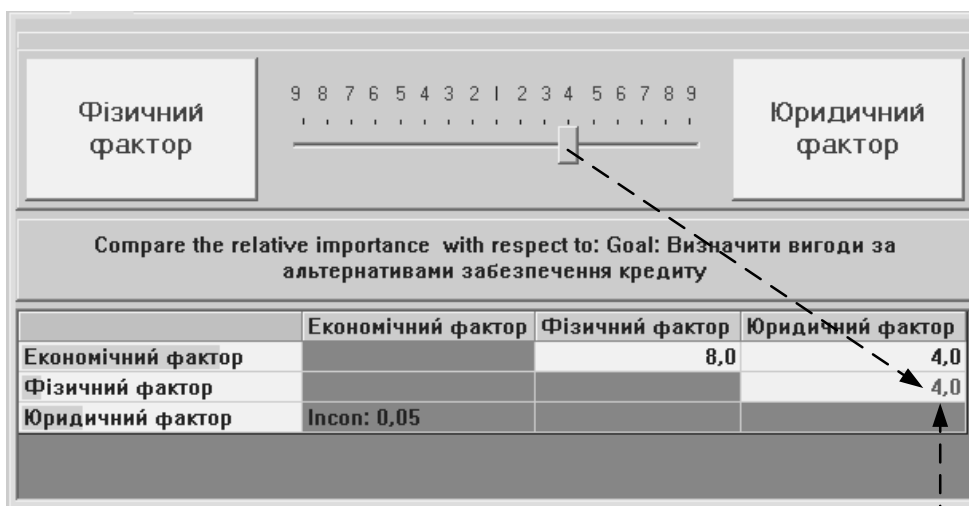 Фізичний
фактор
9 8 7 6 5 4 3 2 1 2 3 4 5 6 7 8 9
Юридичний
фактор
Compare the relative importance with respect to: Goal: Визначити вигоди за
альтернативами забезпечення кредиту
Економічний фактор Фізичний фактор Юридичний фактор
Економічний фактор 8,0 4,0
Фізичний фактор 4,0
Юридичний фактор Incon: 0,05